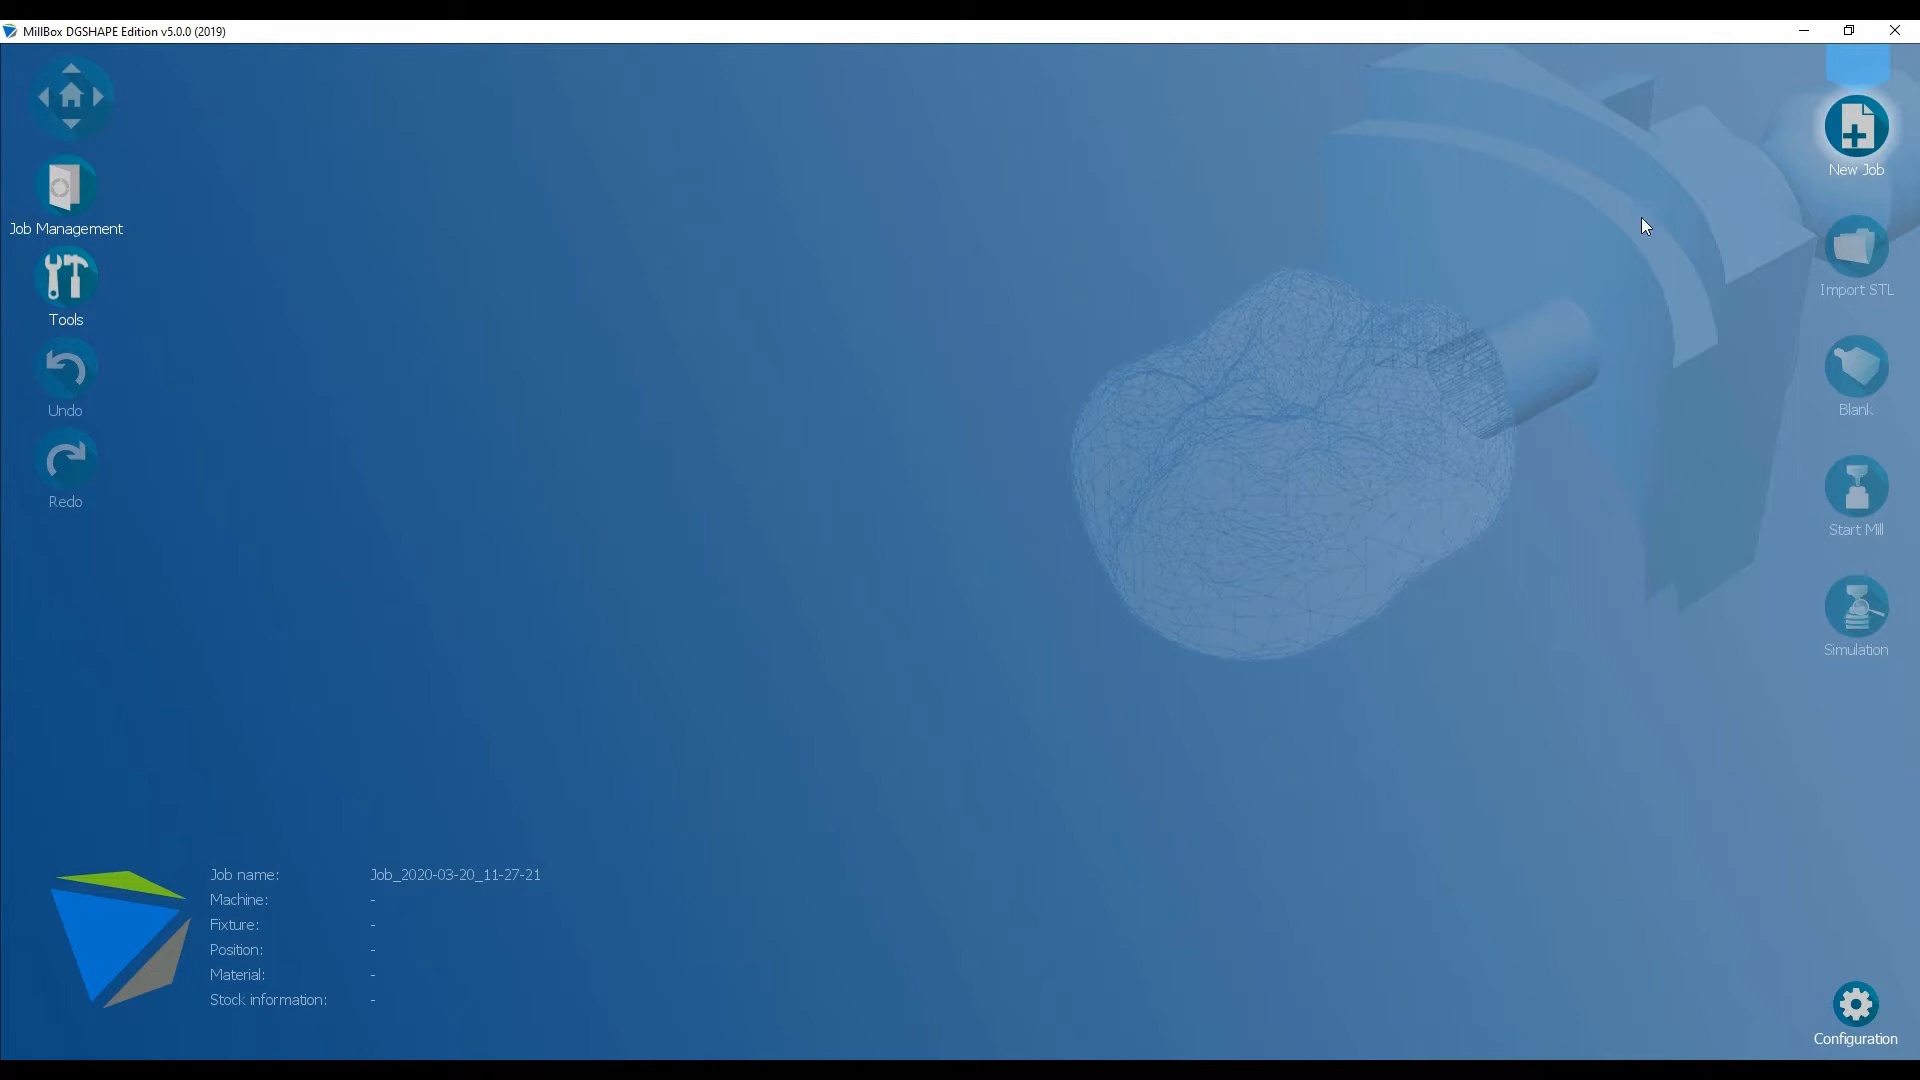 MillBox DGSHAPE Edition v5.0.0 (2019)
New Job
Job Management
Import STL
Tools
Undo
Blank
Redo
Start Mill
Simulation
Job name: Job_2020-03-20_11-27-21
Machine: -
Fixture: -
Position: -
Material: -
Stock information: -
Configuration